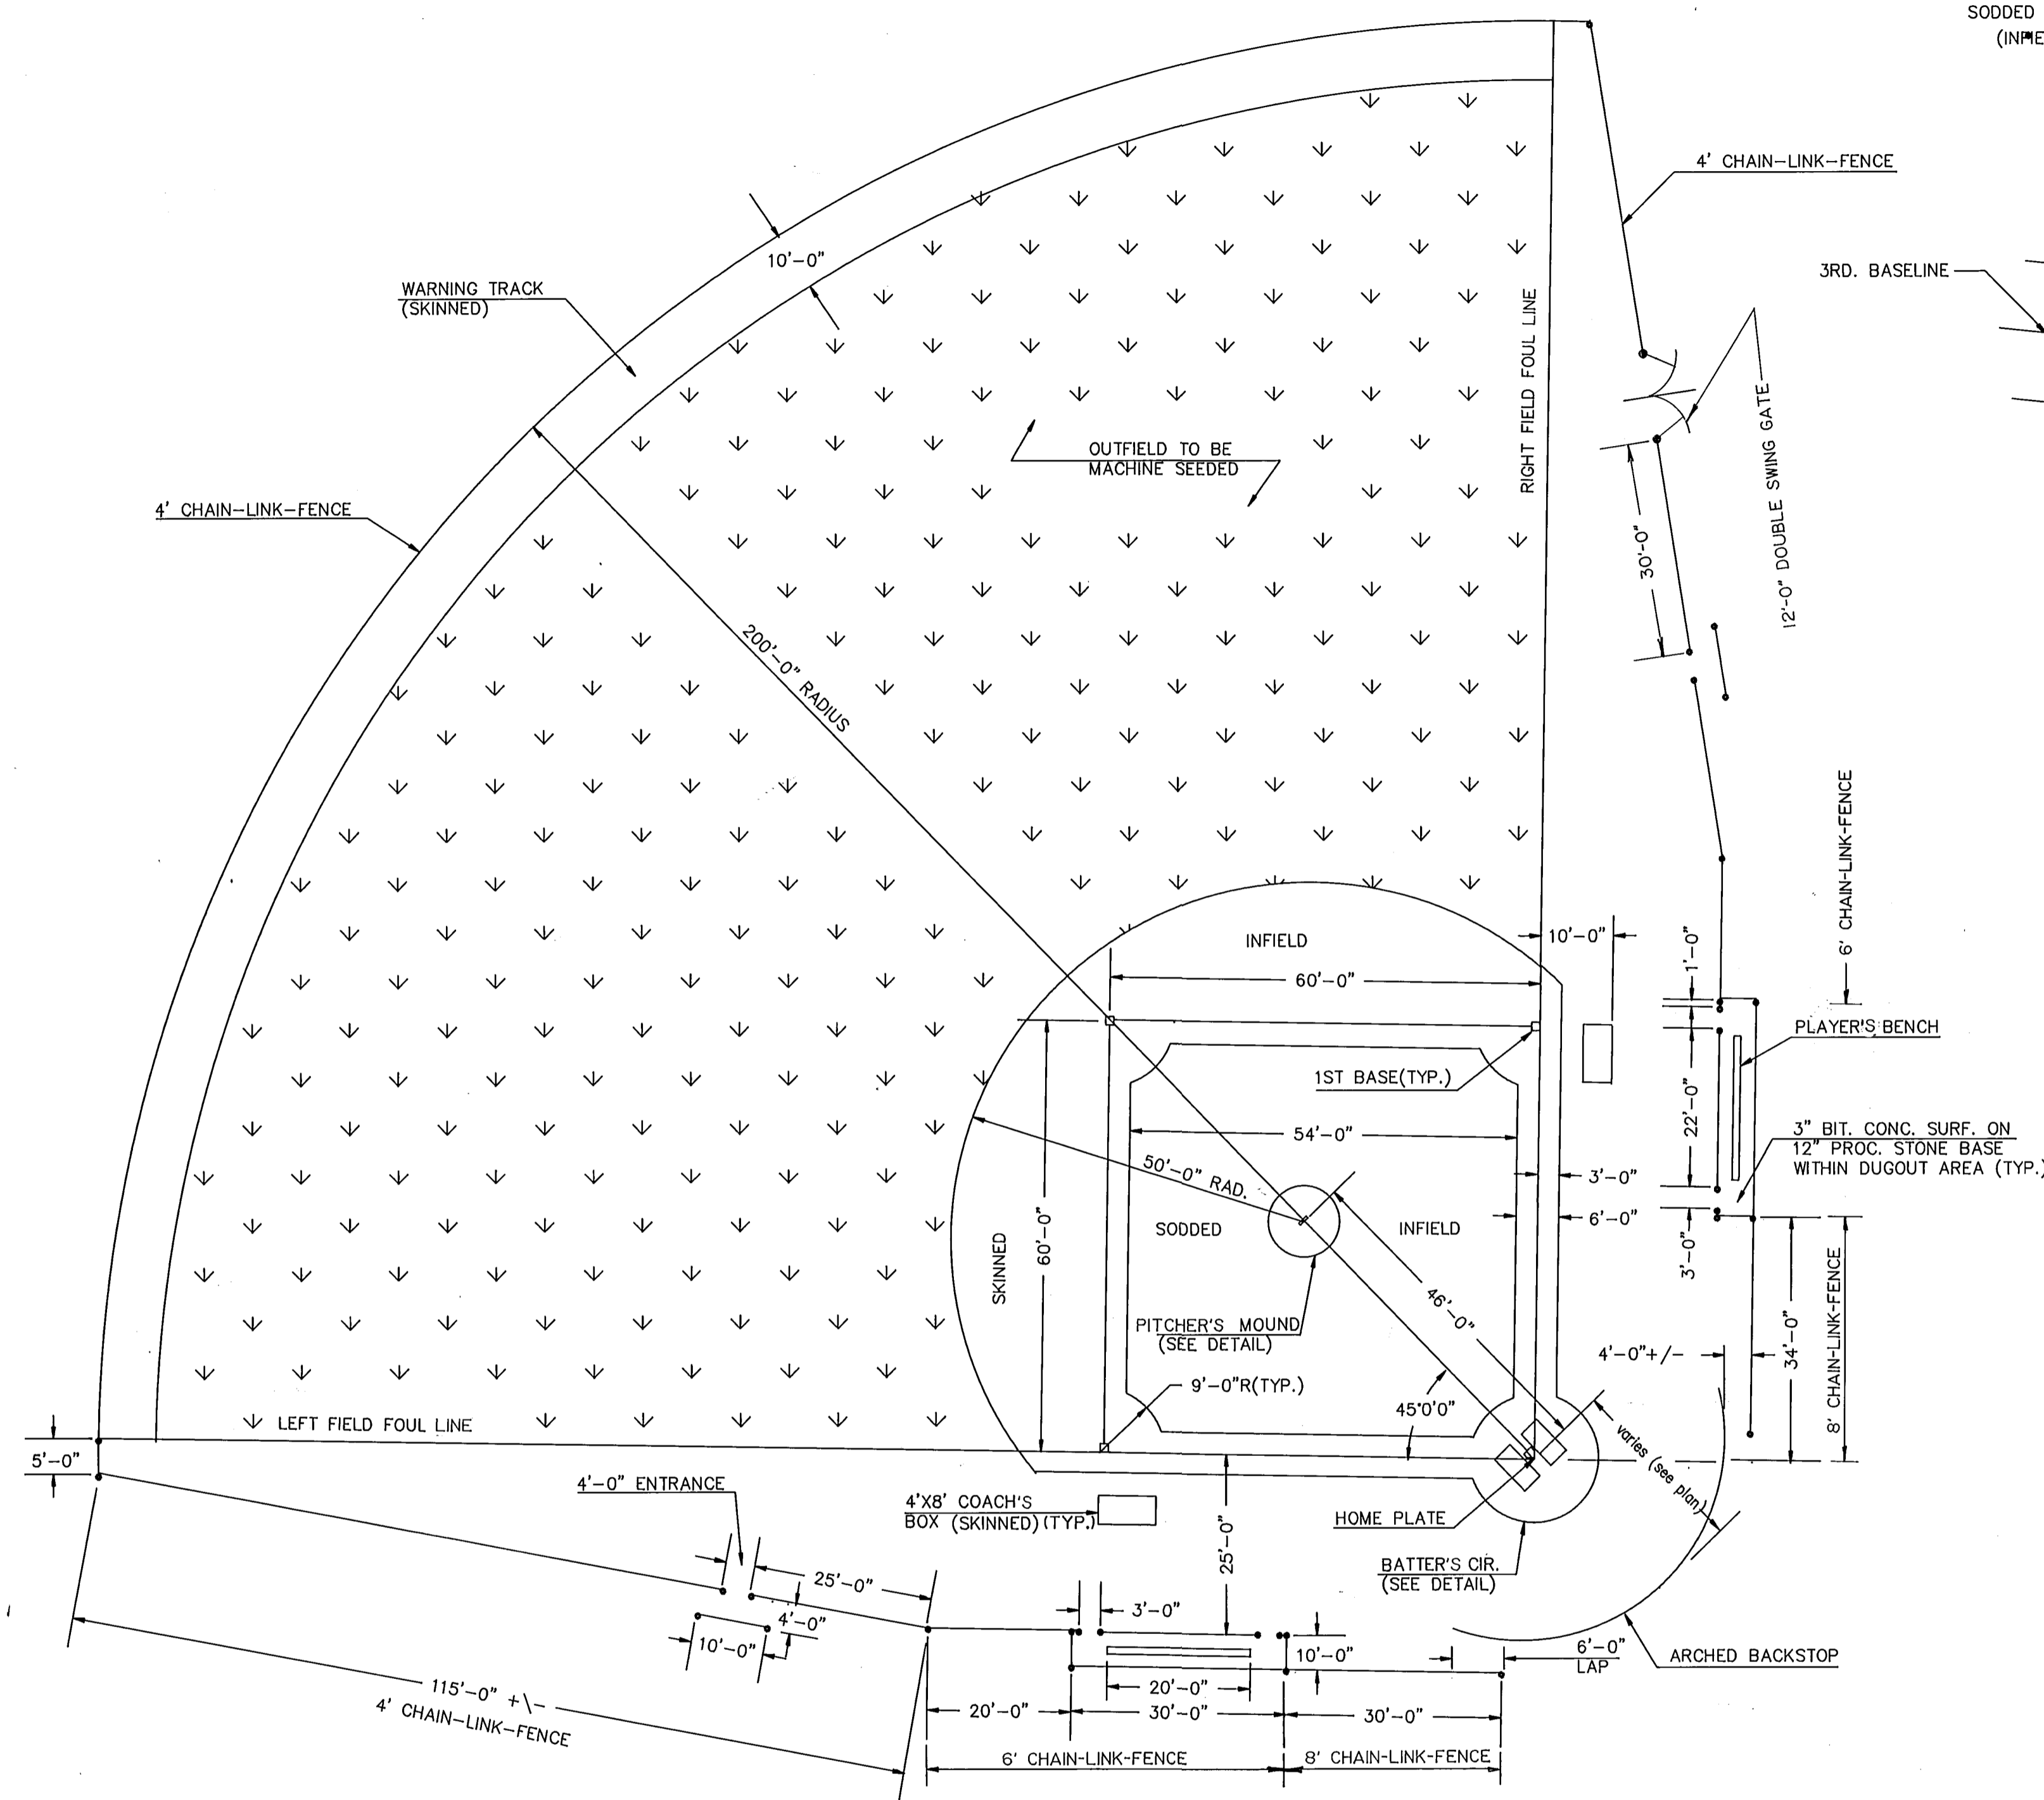 SODDED
4' CHAIN-LINK-FENCE
3RD. BASELINE
10'-0"
WARNING TRACK
(SKINNED)
RIGHT FIELD FOUL LINE
12'-0" DOUBLE SWING GATE
OUTFIELD TO BE
MACHINE SEEDED
4' CHAIN-LINK-FENCE
30'-0"
200'-0" RADIUS
6' CHAIN-LINK-FENCE
INFIELD
10'-0"
1'-0"
60'-0"
PLAYER'S BENCH
1ST BASE(TYP.)
22'-0"
54'-0"
3" BIT. CONC. SURF. ON
12" PROC. STONE BASE
WITHIN DUGOUT AREA (TYP.)
50'-0" RAD.
3'-0"
6'-0"
SODDED
INFIELD
60'-0"
SKINNED
3'-0"
46'-0"
34'-0"
8' CHAIN-LINK-FENCE
PITCHER'S MOUND
(SEE DETAIL)
4'-0"+/-
9'-0"R(TYP.)
45°0'0"
LEFT FIELD FOUL LINE
5'-0"
varies (see plan)
4'-0" ENTRANCE
4'X8' COACH'S
BOX (SKINNED)(TYP.)
HOME PLATE
25'-0"
BATTER'S CIR.
(SEE DETAIL)
25'-0"
3'-0"
4'-0"
10'-0"
10'-0"
6'-0"
LAP
ARCHED BACKSTOP
20'-0"
115'-0" +\-
4' CHAIN-LINK-FENCE
20'-0"
30'-0"
30'-0"
6' CHAIN-LINK-FENCE
8' CHAIN-LINK-FENCE